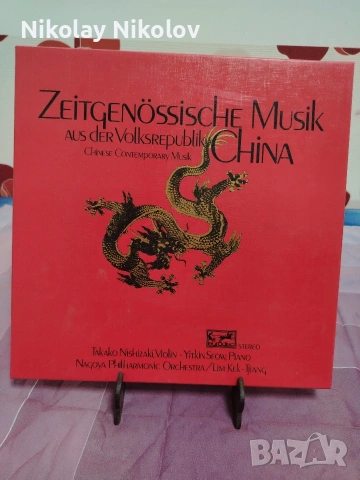 Nikolay Nikolov
Zeitgenössische Musik
aus der Volksrepublik
China
Chinese Contemporary Musik
STEREO
Takako Nishizaki, Violin - Yitkin Seow, Piano
Nagoya Philharmonic Orchestra / Lim Kek-Tjiang
BAZAR
bg